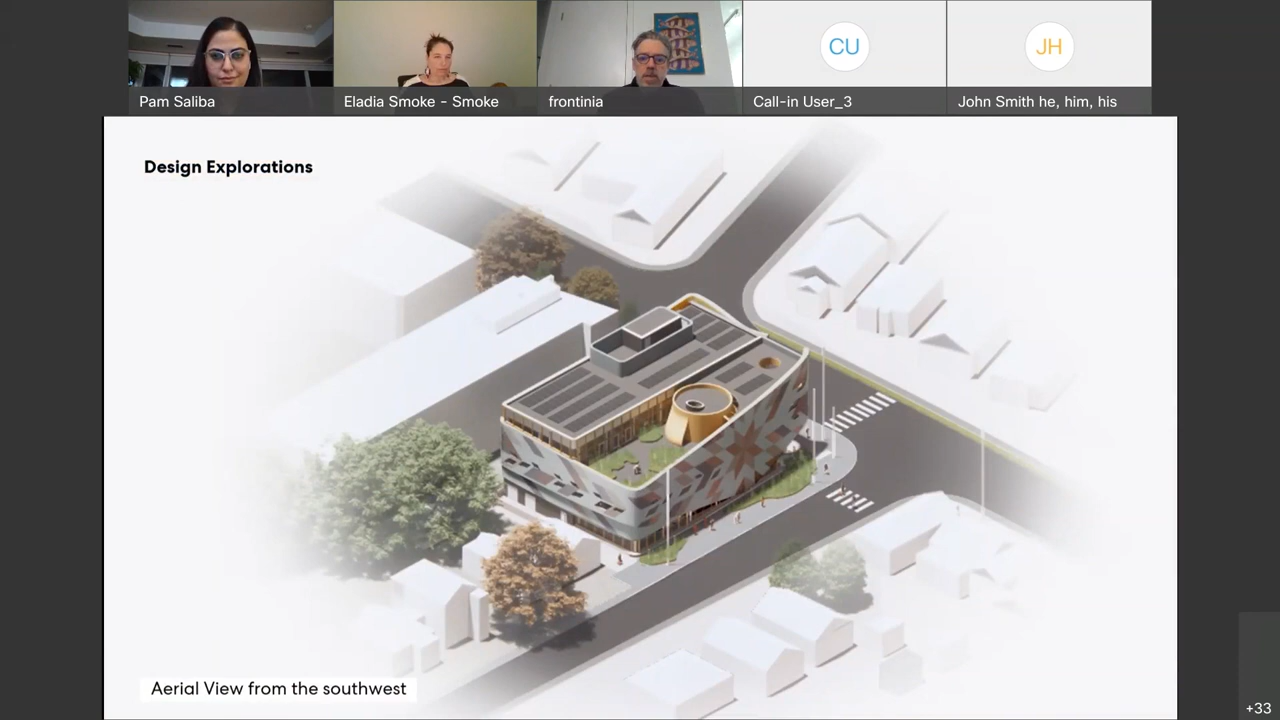 Pam Saliba
Eladia Smoke - Smoke
frontinia
CU
Call-in User_3
JH
John Smith he, him, his
Design Explorations
Aerial View from the southwest
+33